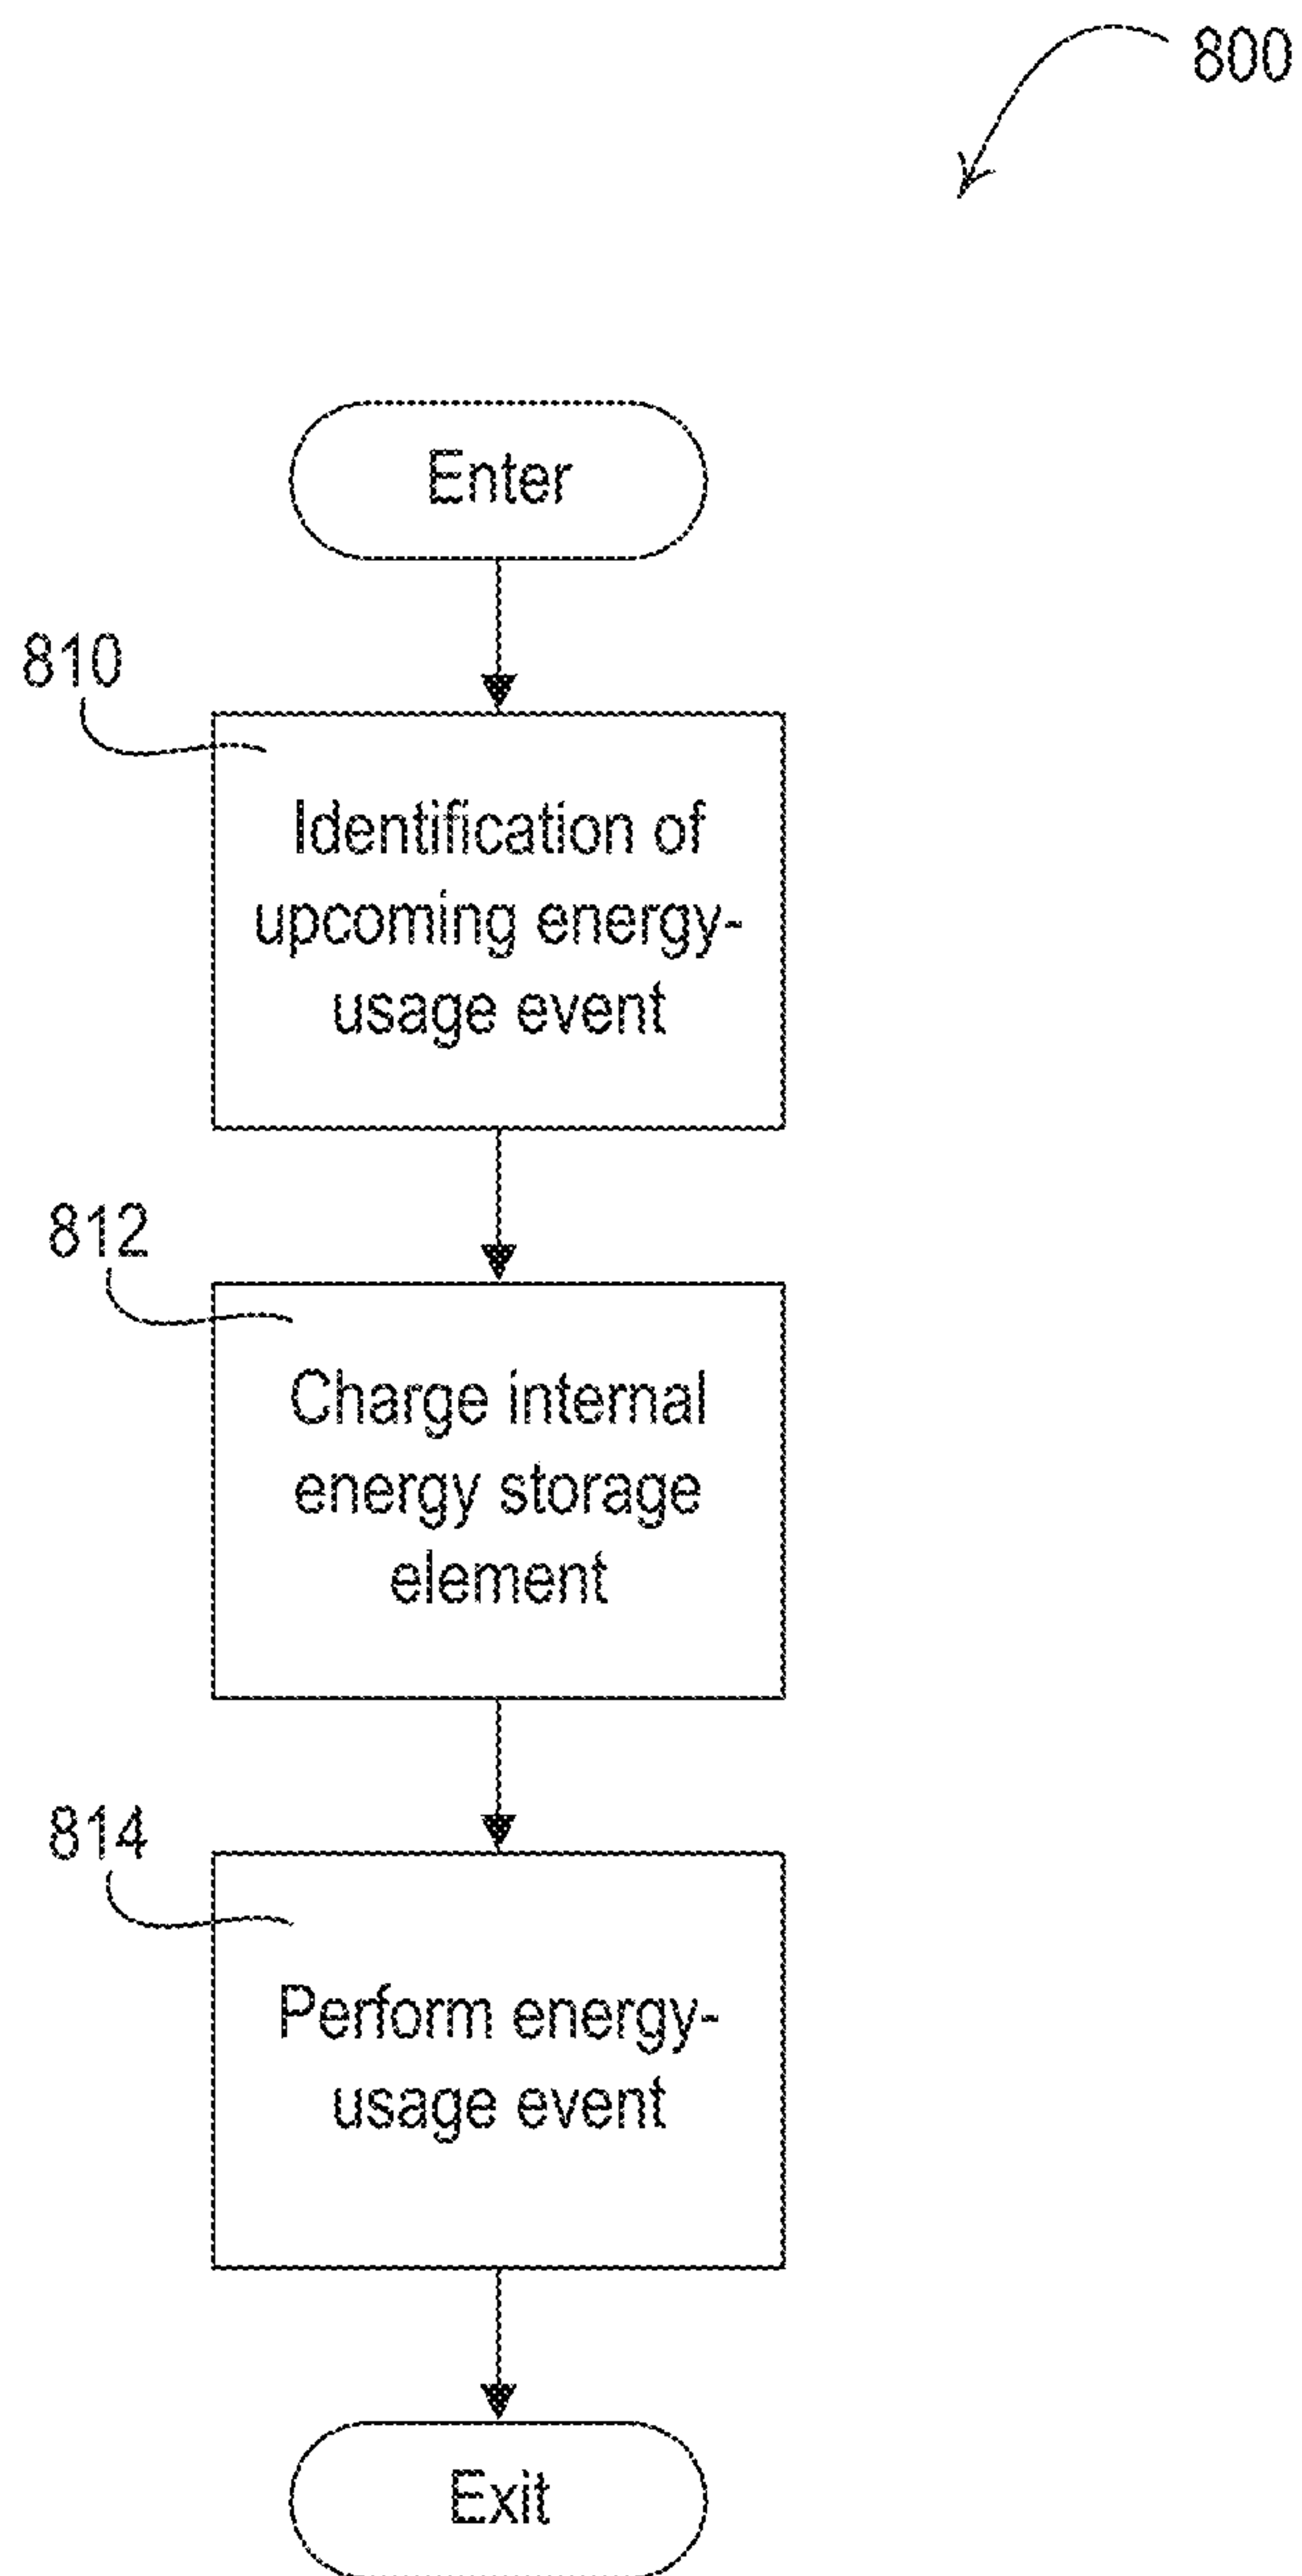 800
Enter
810
Identification of
upcoming energy-
usage event
812
Charge internal
energy storage
element
814
Perform energy-
usage event
Exit